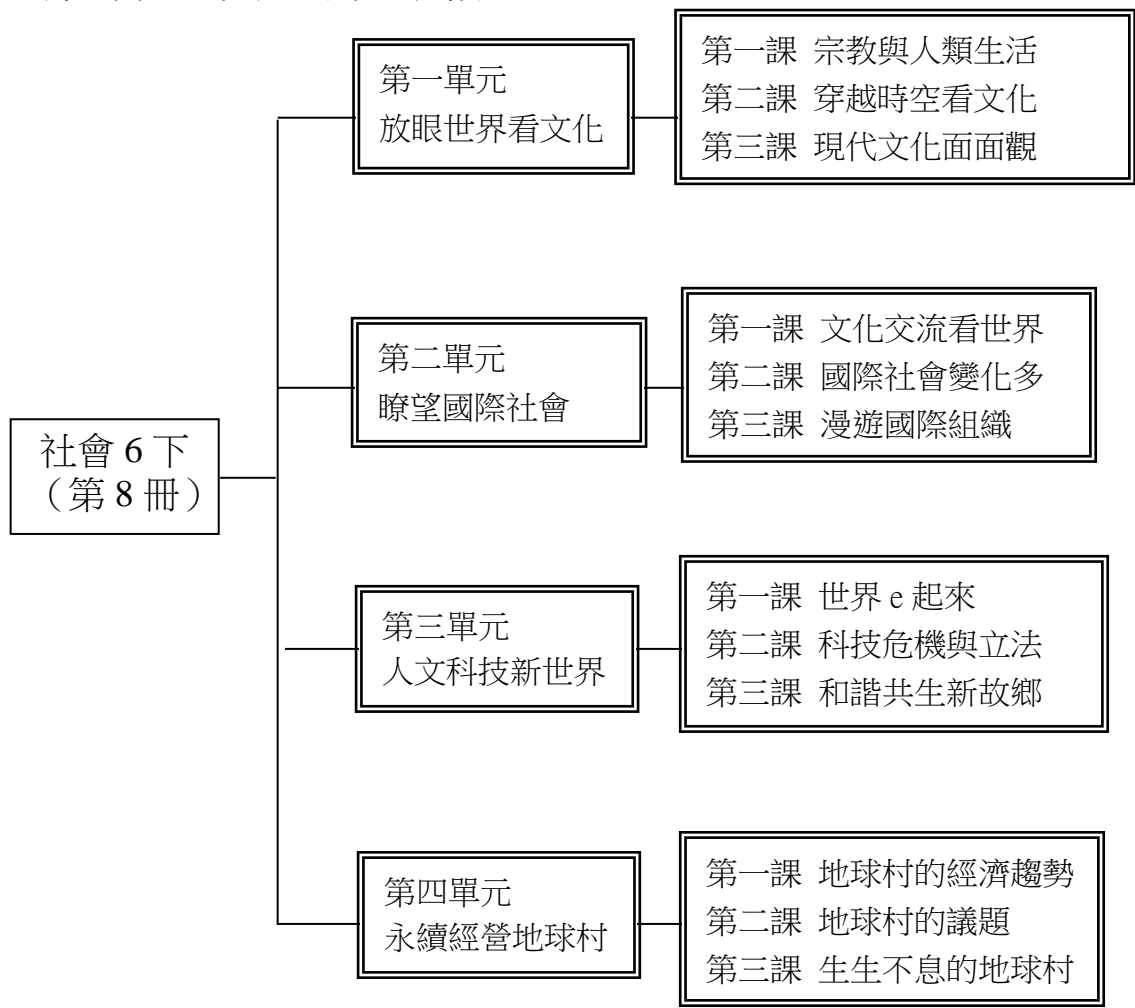 社會 6 下
（第 8 冊）
第一單元
放眼世界看文化
第一課 宗教與人類生活
第二課 穿越時空看文化
第三課 現代文化面面觀
第二單元
瞭望國際社會
第一課 文化交流看世界
第二課 國際社會變化多
第三課 漫遊國際組織
第三單元
人文科技新世界
第一課 世界 e 起來
第二課 科技危機與立法
第三課 和諧共生新故鄉
第四單元
永續經營地球村
第一課 地球村的經濟趨勢
第二課 地球村的議題
第三課 生生不息的地球村